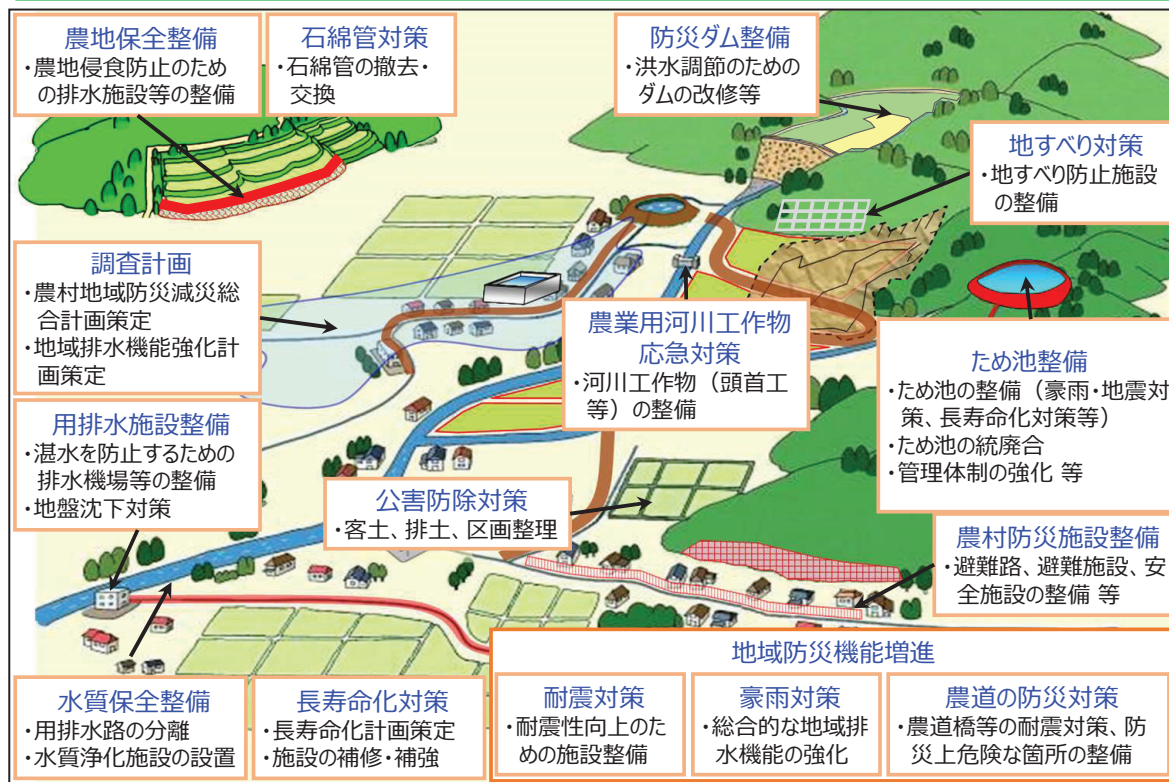 農地保全整備
・農地侵食防止のため
の排水施設等の整備
石綿管対策
・石綿管の撤去・
交換
防災ダム整備
・洪水調節のための
ダムの改修等
地すべり対策
・地すべり防止施設
の整備
調査計画
・農村地域防災減災総
合計画策定
・地域排水機能強化計
画策定
農業用河川工作物
応急対策
・河川工作物（頭首工
等）の整備
ため池整備
・ため池の整備（豪雨・地震対
策、長寿命化対策等）
・ため池の統廃合
・管理体制の強化 等
用排水施設整備
・湛水を防止するための
排水機場等の整備
・地盤沈下対策
公害防除対策
・客土、排土、区画整理
農村防災施設整備
・避難路、避難施設、安
全施設の整備 等
水質保全整備
・用排水路の分離
・水質浄化施設の設置
長寿命化対策
・長寿命化計画策定
・施設の補修・補強
地域防災機能増進
耐震対策
・耐震性向上のた
めの施設整備
豪雨対策
・総合的な地域排
水機能の強化
農道の防災対策
・農道橋等の耐震対策、防
災上危険な箇所の整備